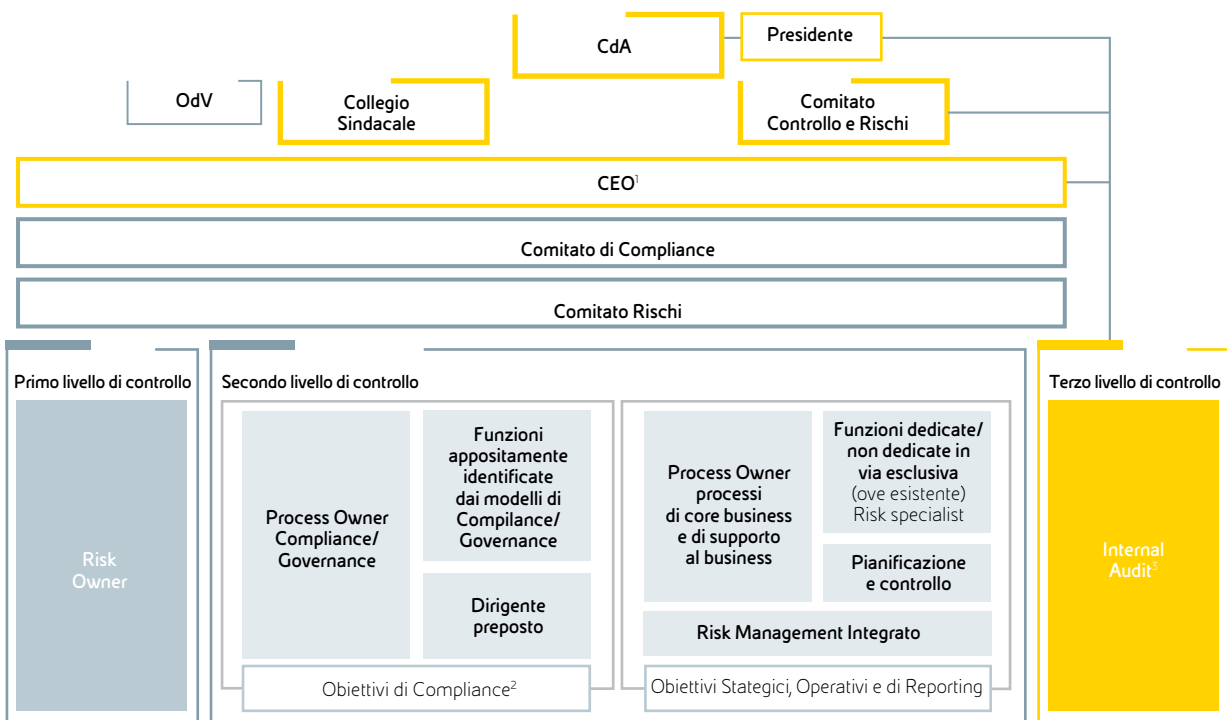 CdA
Presidente
OdV
Collegio
Sindacale
Comitato
Controllo e Rischi
CEO¹
Comitato di Compliance
Comitato Rischi
Primo livello di controllo
Risk
Owner
Secondo livello di controllo
Process Owner
Compliance/
Governance
Funzioni
appositamente
identificate
dai modelli di
Compilance/
Governance
Dirigente
preposto
Obiettivi di Compliance²
Process Owner
processi
di core business
e di supporto
al business
Funzioni dedicate/
non dedicate in
via esclusiva
(ove esistente)
Risk specialist
Pianificazione
e controllo
Risk Management Integrato
Obiettivi Stategici, Operativi e di Reporting
Terzo livello di controllo
Internal
Audit³